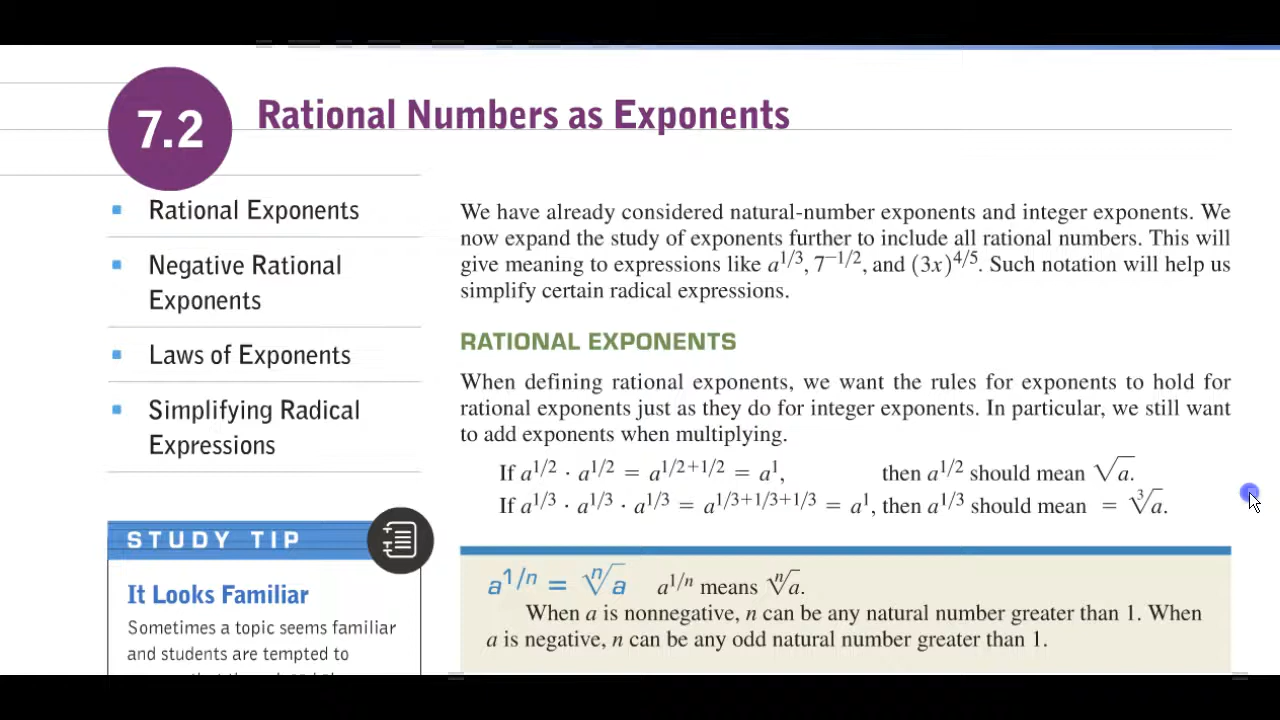 7.2
Rational Numbers as Exponents
Rational Exponents
Negative Rational
Exponents
Laws of Exponents
Simplifying Radical
Expressions
We have already considered natural-number exponents and integer exponents. We
now expand the study of exponents further to include all rational numbers. This will
give meaning to expressions like a^{1/3}, 7^{−1/2}, and (3x)^{4/5}. Such notation will help us
simplify certain radical expressions.
RATIONAL EXPONENTS
When defining rational exponents, we want the rules for exponents to hold for
rational exponents just as they do for integer exponents. In particular, we still want
to add exponents when multiplying.
If a^{1/2} · a^{1/2} = a^{1/2+1/2} = a^1, then a^{1/2} should mean √a.
If a^{1/3} · a^{1/3} · a^{1/3} = a^{1/3+1/3+1/3} = a^1, then a^{1/3} should mean = ∛a.
a^{1/n} = ⁿ√a a^{1/n} means ⁿ√a.
When a is nonnegative, n can be any natural number greater than 1. When
a is negative, n can be any odd natural number greater than 1.
STUDY TIP
It Looks Familiar
Sometimes a topic seems familiar
and students are tempted to